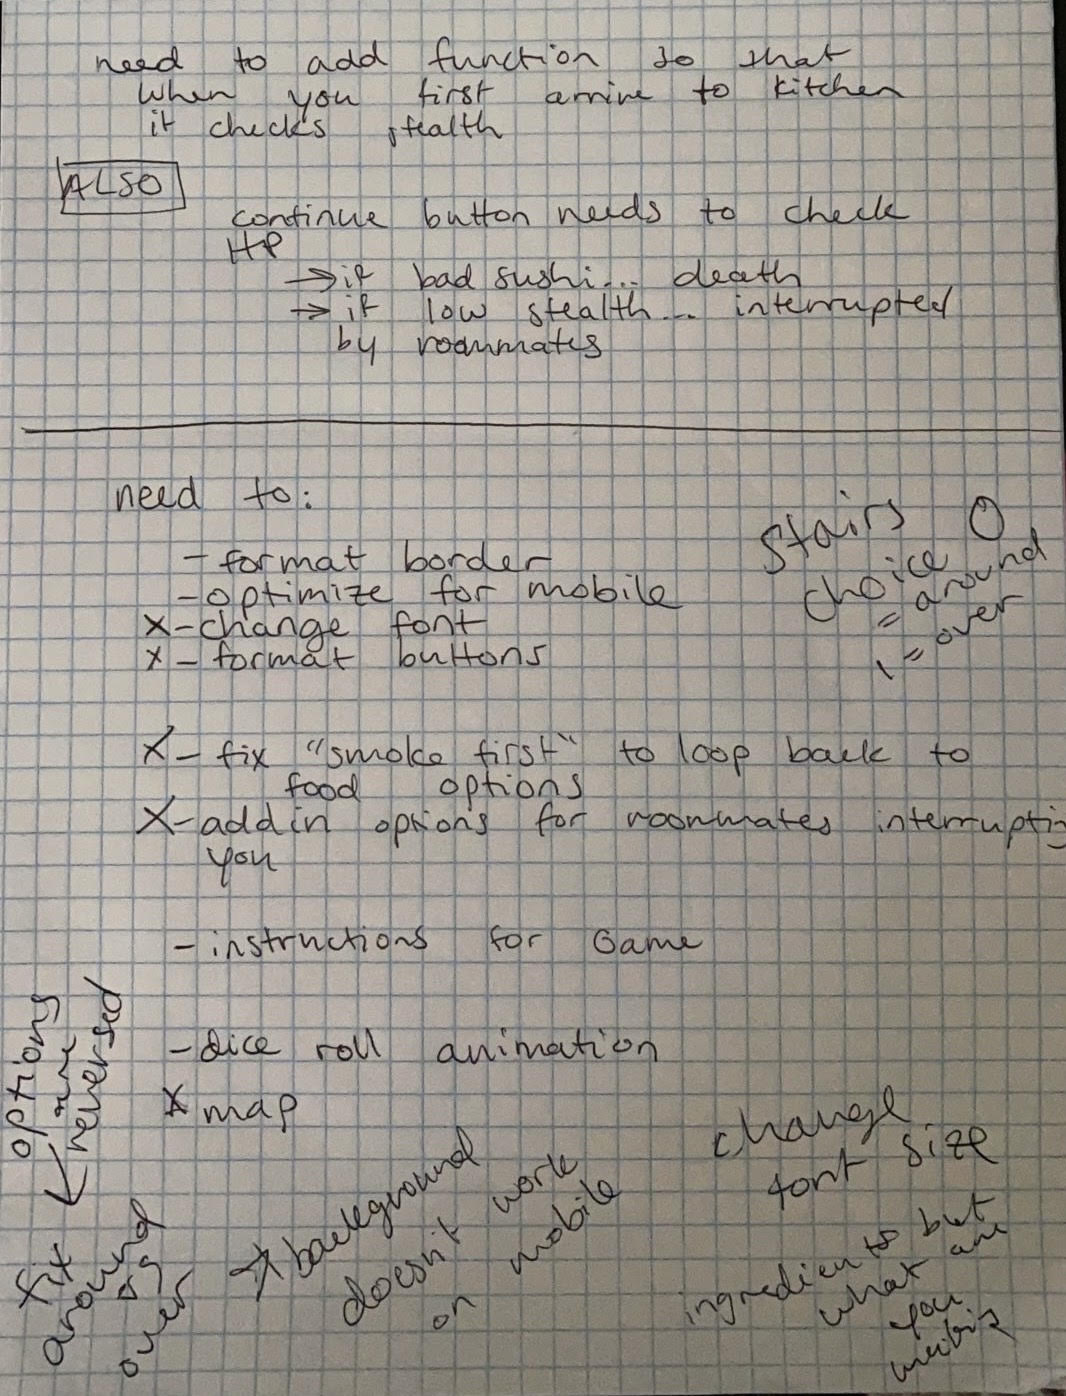 need to add function so that
when you first arrive to kitchen
it checks stealth
ALSO
continue button needs to check
HP
→ if bad sushi... death
→ if low stealth... interrupted
by roommates
need to:
- format border
- optimize for mobile
X - change font
X - format buttons
Stairs
choice 0
= around
1 = over
X - fix "smoke first" to loop back to
food options
X - add in options for roommates interrupting
you
- instructions for Game
- dice roll animation
X map
options
are
reversed
fix
around
vs
over
→ background
doesn't work
on mobile
change
font size
ingredients but
what are
you